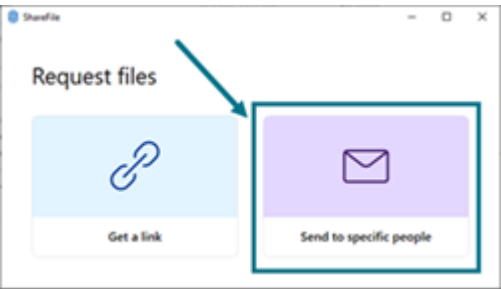 ShareFile
Request files
Get a link
Send to specific people